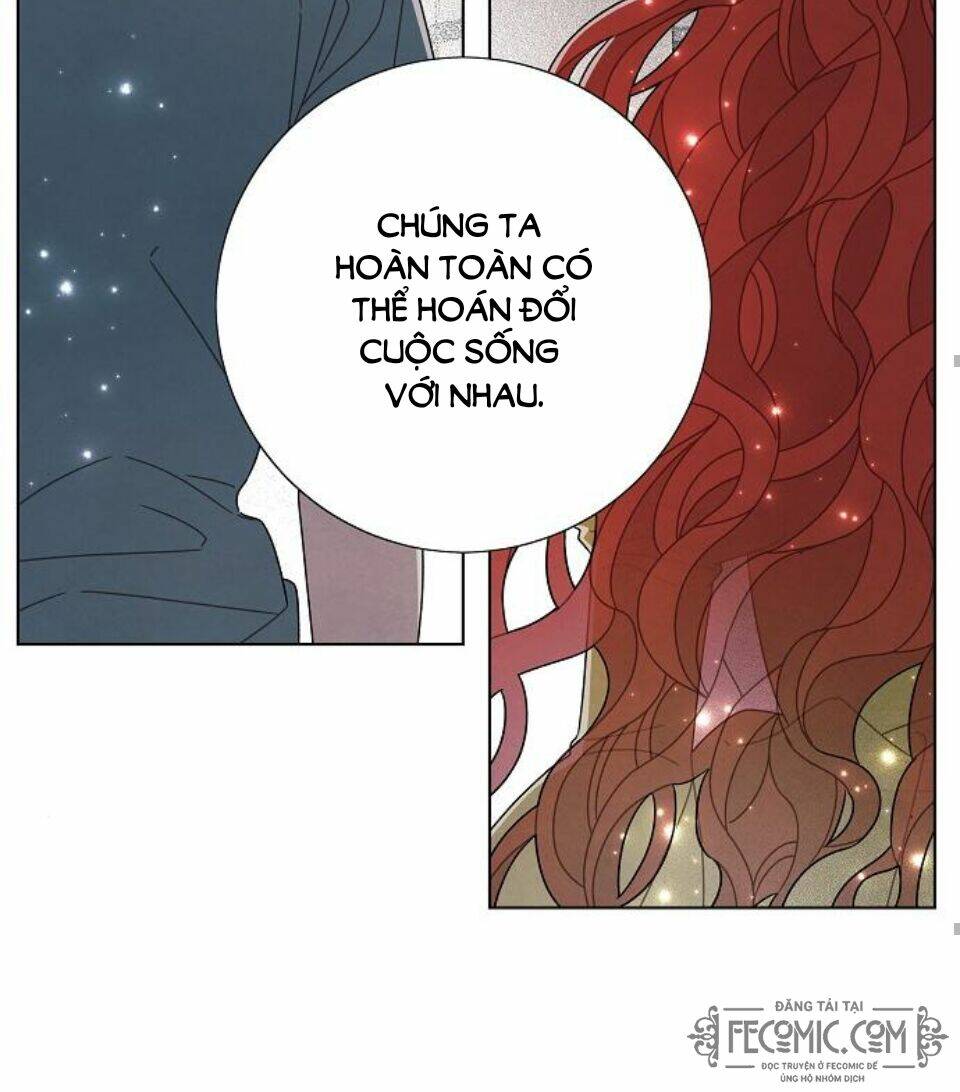 CHÚNG TA
HOÀN TOÀN CÓ
THỂ HOÁN ĐỔI
CUỘC SỐNG
VỚI NHAU.
ĐĂNG TẢI TẠI
FECOMIC.COM
ĐỌC TRUYỆN Ở FECOMIC ĐỂ
ỦNG HỘ NHÓM DỊCH